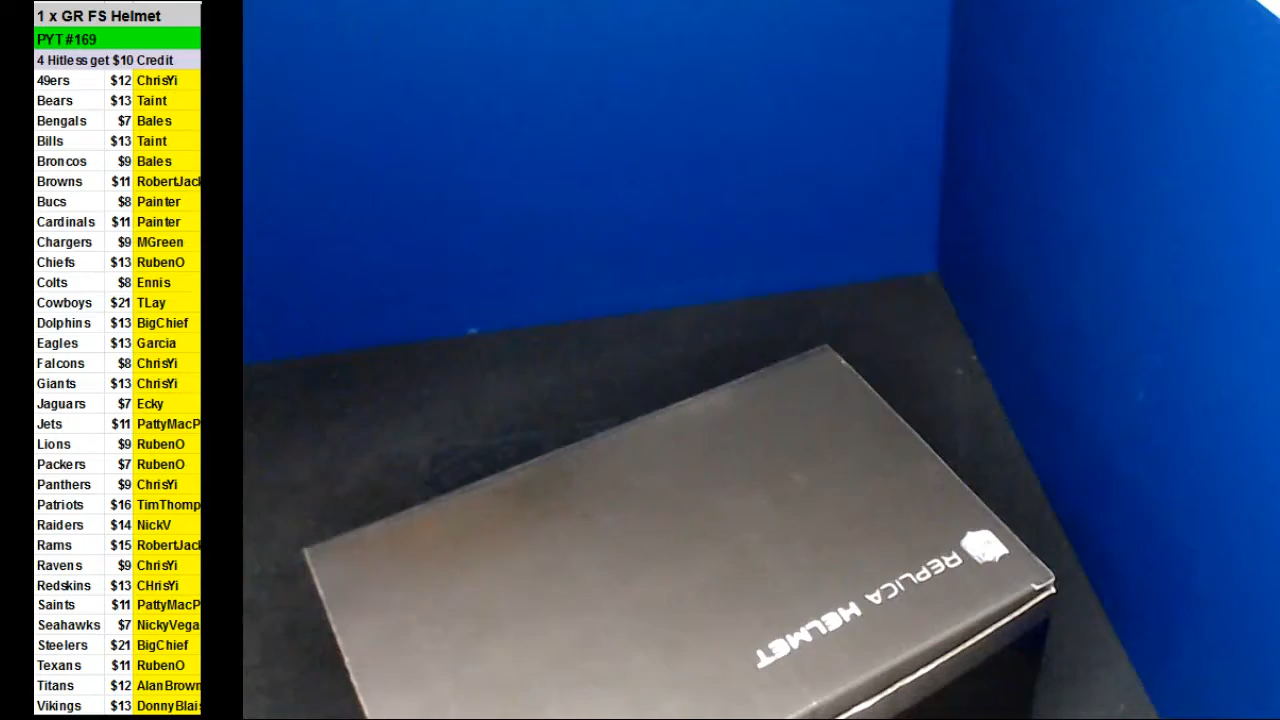 1 x GR FS Helmet
PYT #169
4 Hitless get $10 Credit
49ers $12 ChrisYi
Bears $13 Taint
Bengals $7 Bales
Bills $13 Taint
Broncos $9 Bales
Browns $11 RobertJack
Bucs $8 Painter
Cardinals $11 Painter
Chargers $9 MGreen
Chiefs $13 RubenO
Colts $8 Ennis
Cowboys $21 TLay
Dolphins $13 BigChief
Eagles $13 Garcia
Falcons $8 ChrisYi
Giants $13 ChrisYi
Jaguars $7 Ecky
Jets $11 PattyMacP
Lions $9 RubenO
Packers $7 RubenO
Panthers $9 ChrisYi
Patriots $16 TimThomp
Raiders $14 NickV
Rams $15 RobertJack
Ravens $9 ChrisYi
Redskins $13 CHrisYi
Saints $11 PattyMacP
Seahawks $7 NickyVega
Steelers $21 BigChief
Texans $11 RubenO
Titans $12 AlanBrown
Vikings $13 DonnyBlais
REPLICA HELMET